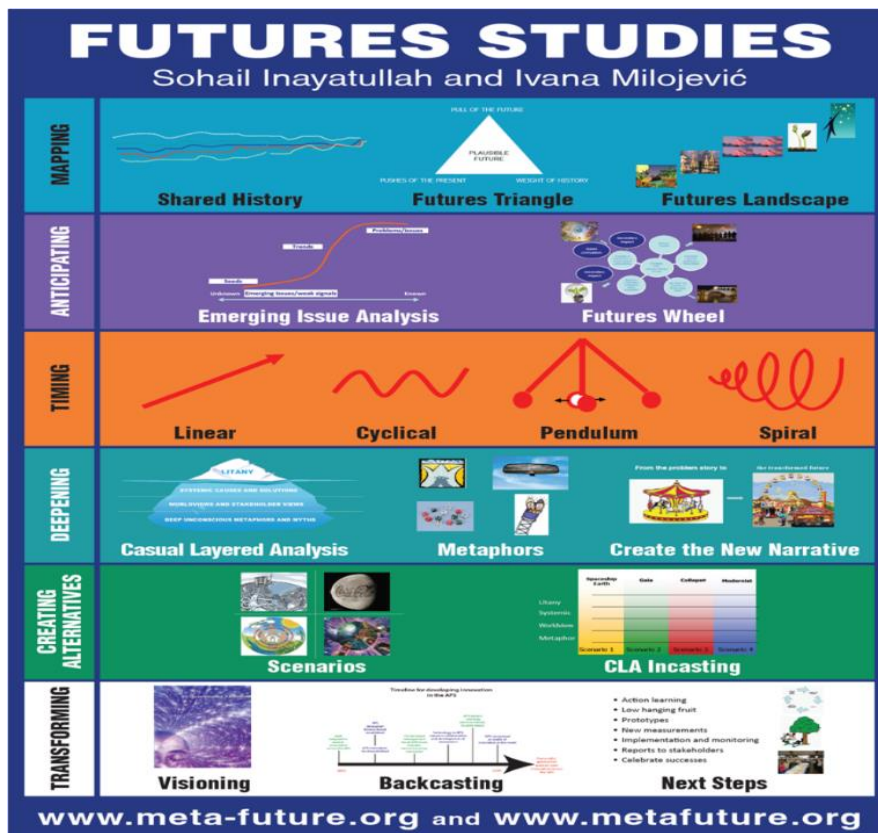 FUTURES STUDIES
Sohail Inayatullah and Ivana Milojević
MAPPING
PULL OF THE FUTURE
PLAUSIBLE
FUTURE
PUSHES OF THE PRESENT
WEIGHT OF HISTORY
Shared History
Futures Triangle
Futures Landscape
ANTICIPATING
Problems/issues
Trends
Seeds
Unknown
Emerging issues/weak signals
Known
Emerging Issue Analysis
Futures Wheel
TIMING
Linear
Cyclical
Pendulum
Spiral
DEEPENING
LITANY
SYSTEMIC CAUSES AND SOLUTIONS
WORLDVIEWS AND STAKEHOLDER VIEWS
DEEP UNCONSCIOUS METAPHORS AND MYTHS
From the problem story to
the transformed future
Casual Layered Analysis
Metaphors
Create the New Narrative
CREATING
ALTERNATIVES
Spaceship
Earth
Gaia
Collapse
Modernist
Litany
Systemic
Worldview
Metaphor
Scenario 1
Scenario 2
Scenario 3
Scenario 4
Scenarios
CLA Incasting
TRANSFORMING
Timeline for developing innovation
in the APS
• Action learning
• Low hanging fruit
• Prototypes
• New measurements
• Implementation and monitoring
• Reports to stakeholders
• Celebrate successes
Visioning
Backcasting
Next Steps
www.meta-future.org and www.metafuture.org